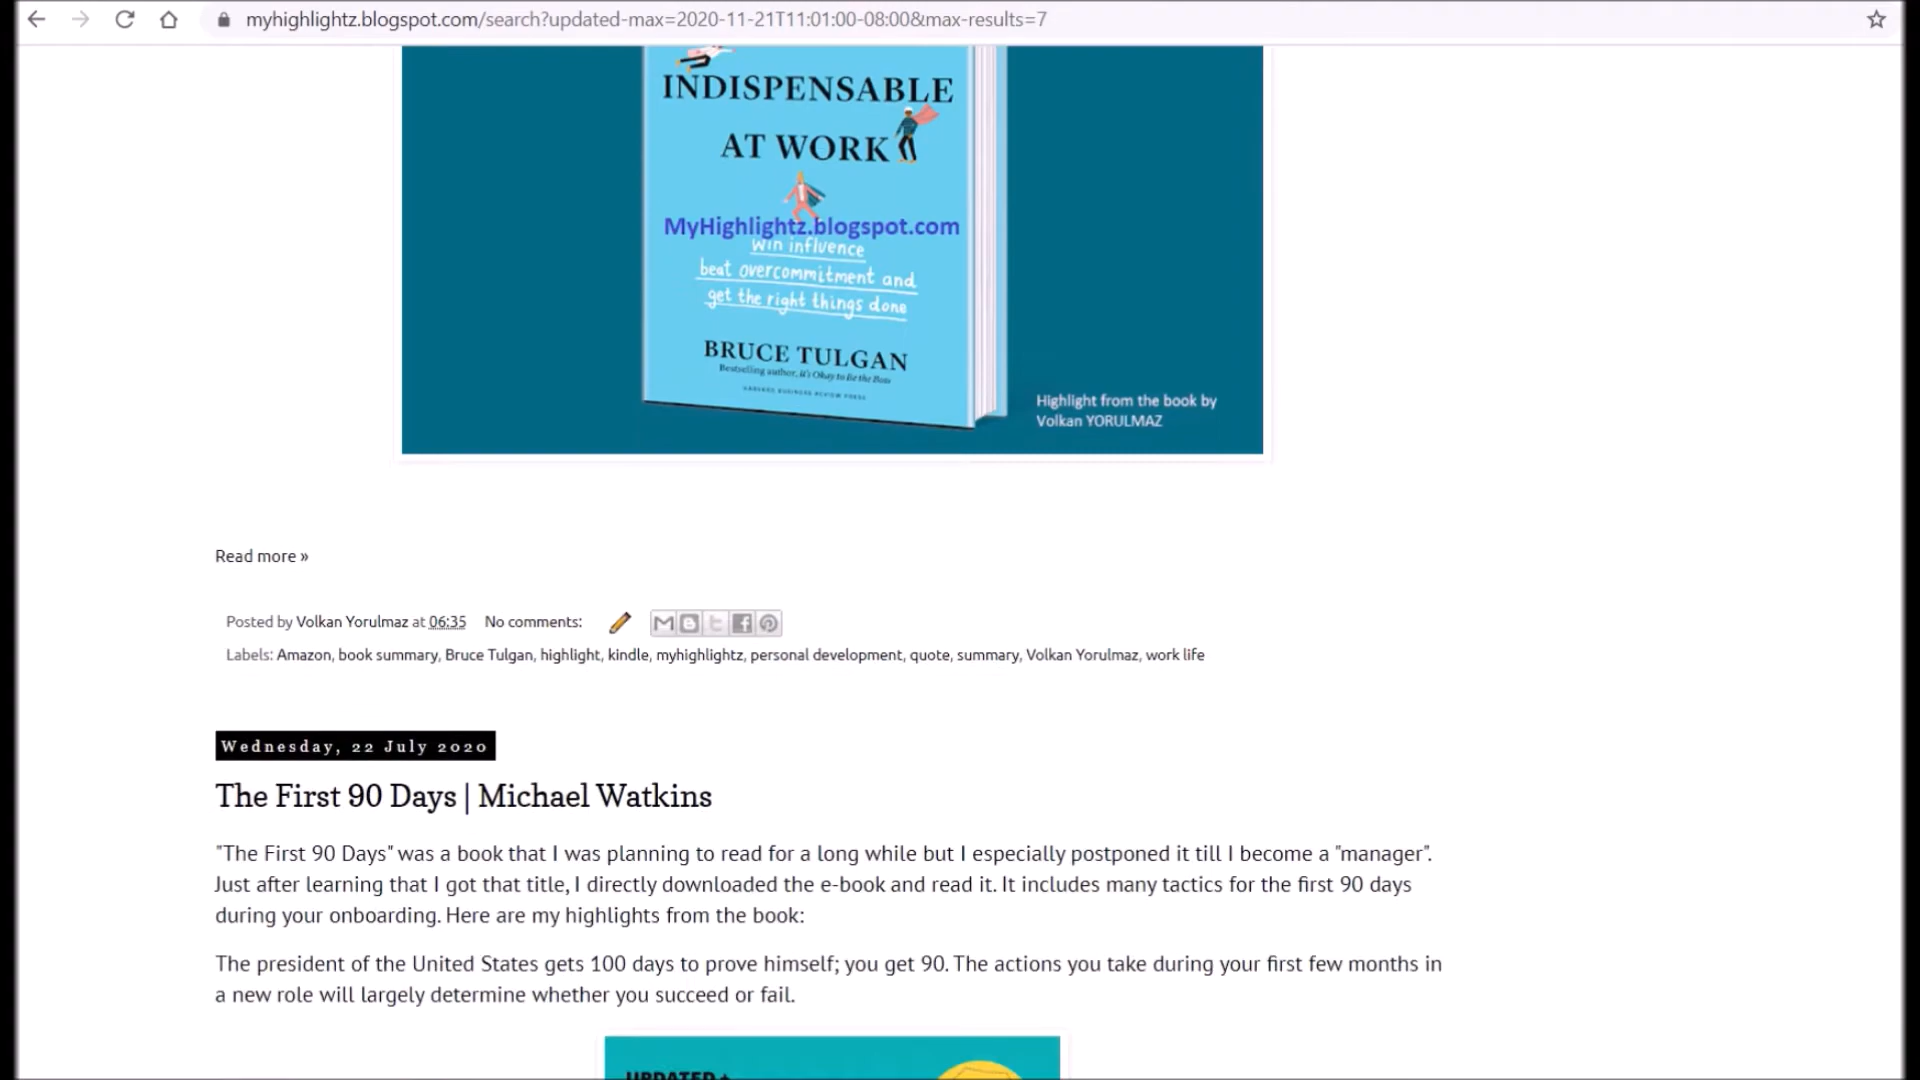 myhighlightz.blogspot.com/search?updated-max=2020-11-21T11:01:00-08:00&max-results=7
INDISPENSABLE
AT WORK
MyHighlightz.blogspot.com
win influence
beat overcommitment and
get the right things done
BRUCE TULGAN
Bestselling author, It's Okay to Be the Boss
HARVARD BUSINESS REVIEW PRESS
Highlight from the book by
Volkan YORULMAZ
Read more »
Posted by Volkan Yorulmaz at 06:35 No comments:
Labels: Amazon, book summary, Bruce Tulgan, highlight, kindle, myhighlightz, personal development, quote, summary, Volkan Yorulmaz, work life
Wednesday, 22 July 2020
The First 90 Days | Michael Watkins
"The First 90 Days" was a book that I was planning to read for a long while but I especially postponed it till I become a "manager".
Just after learning that I got that title, I directly downloaded the e-book and read it. It includes many tactics for the first 90 days
during your onboarding. Here are my highlights from the book:
The president of the United States gets 100 days to prove himself; you get 90. The actions you take during your first few months in
a new role will largely determine whether you succeed or fail.
UPDATED +